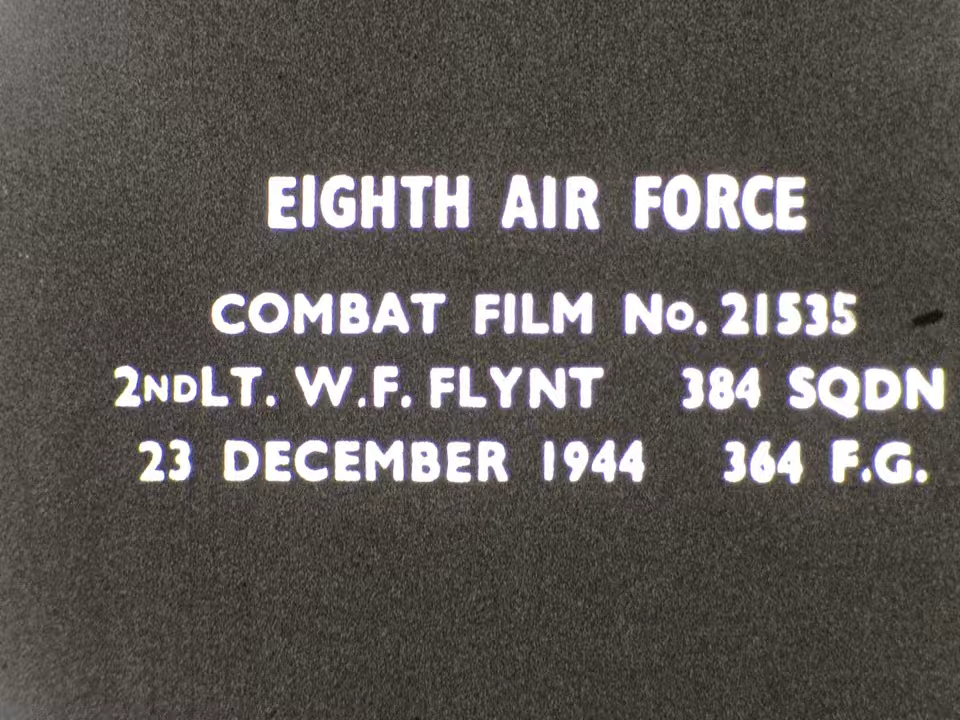 EIGHTH AIR FORCE
COMBAT FILM No. 21535
2NDLT. W.F. FLYNT 384 SQDN
23 DECEMBER 1944 364 F.G.